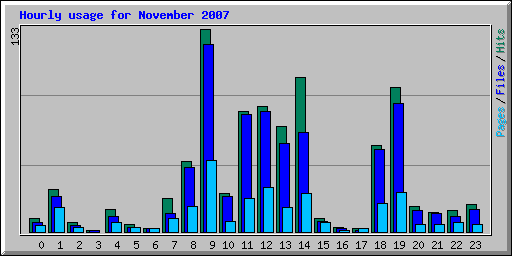 Hourly usage for November 2007
133
Pages / Files / Hits
0 1 2 3 4 5 6 7 8 9 10 11 12 13 14 15 16 17 18 19 20 21 22 23